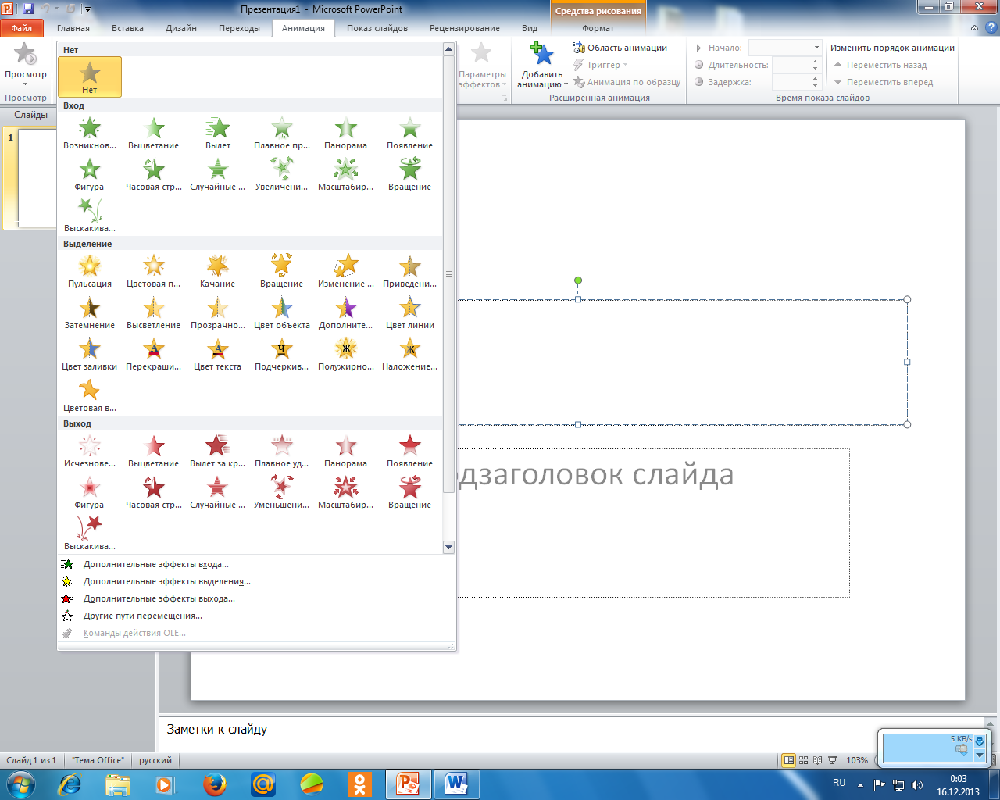 Презентация1 - Microsoft PowerPoint
Средства рисования
Файл Главная Вставка Дизайн Переходы Анимация Показ слайдов Рецензирование Вид Формат
Просмотр
Просмотр
Параметры эффектов
Добавить анимацию
Область анимации
Триггер
Анимация по образцу
Расширенная анимация
Начало:
Длительность:
Задержка:
Изменить порядок анимации
Переместить назад
Переместить вперед
Время показа слайдов
Слайды
1
Нет
Нет
Вход
Возникнов... Выцветание Вылет Плавное пр... Панорама Появление
Фигура Часовая стр... Случайные ... Увеличени... Масштабир... Вращение
Выскакива...
Выделение
Пульсация Цветовая п... Качание Вращение Изменение ... Приведени...
Затемнение Высветление Прозрачно... Цвет объекта Дополните... Цвет линии
Цвет заливки Перекраши... Цвет текста Подчеркив... Полужирно... Наложение...
Цветовая в...
Выход
Исчезнове... Выцветание Вылет за кр... Плавное уд... Панорама Появление
Фигура Часовая стр... Случайные ... Уменьшени... Масштабир... Вращение
Выскакива...
Дополнительные эффекты входа...
Дополнительные эффекты выделения...
Дополнительные эффекты выхода...
Другие пути перемещения...
Команды действия OLE...
одзаголовок слайда
Заметки к слайду
5 KB/s
Слайд 1 из 1 "Тема Office" русский 103%
RU 0:03
16.12.2013